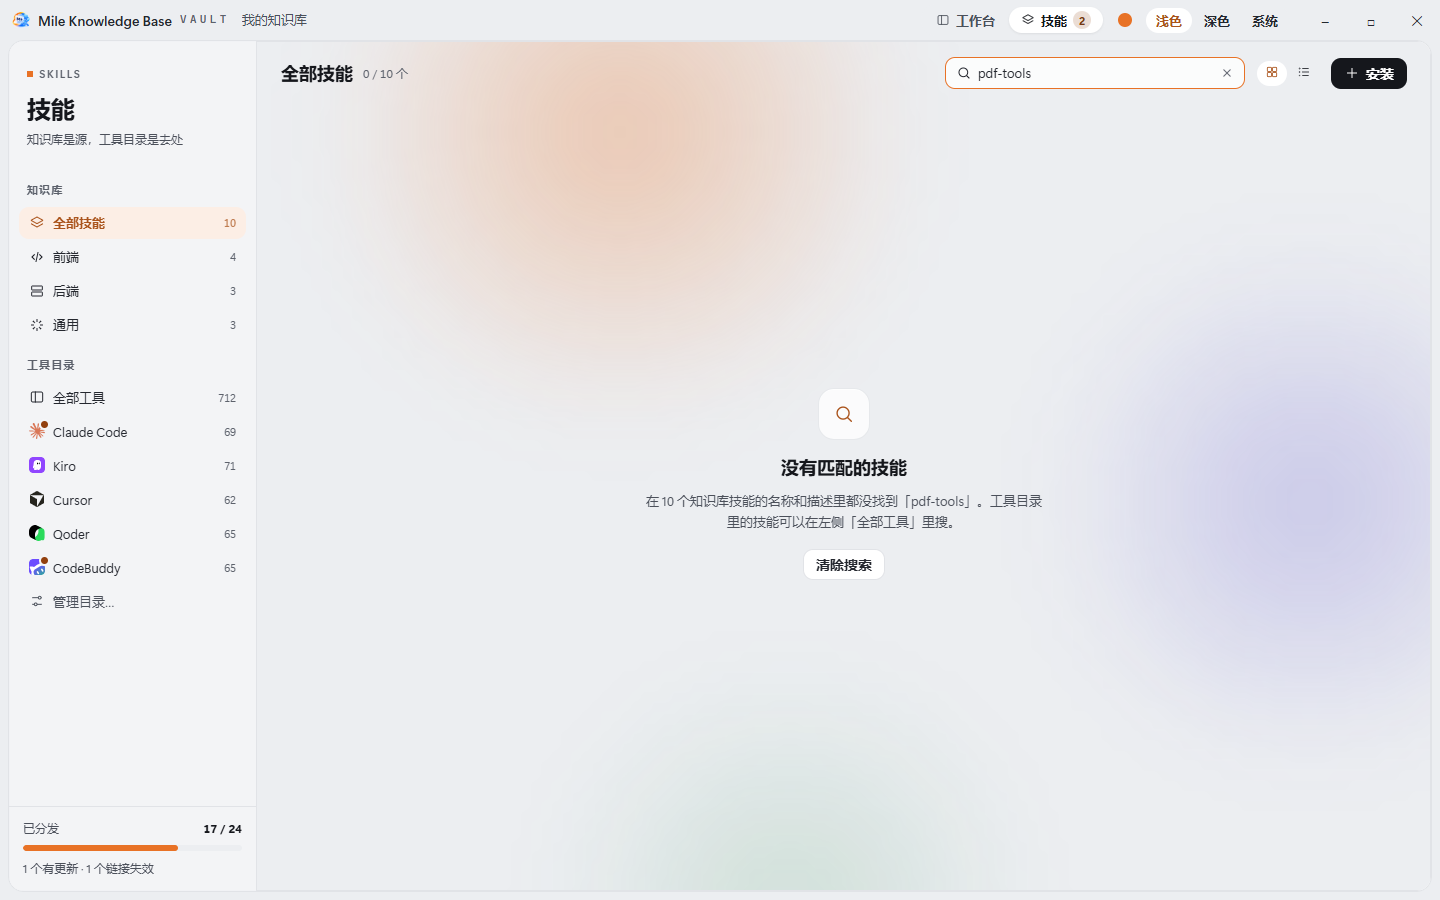 Mile Knowledge Base VAULT 我的知识库
工作台 技能 2 浅色 深色 系统
SKILLS
技能
知识库是源，工具目录是去处
知识库
全部技能 10
前端 4
后端 3
通用 3
工具目录
全部工具 712
Claude Code 69
Kiro 71
Cursor 62
Qoder 65
CodeBuddy 65
管理目录...
已分发 17 / 24
1 个有更新 · 1 个链接失效
全部技能 0 / 10 个
pdf-tools
安装
没有匹配的技能
在 10 个知识库技能的名称和描述里都没找到「pdf-tools」。工具目录
里的技能可以在左侧「全部工具」里搜。
清除搜索